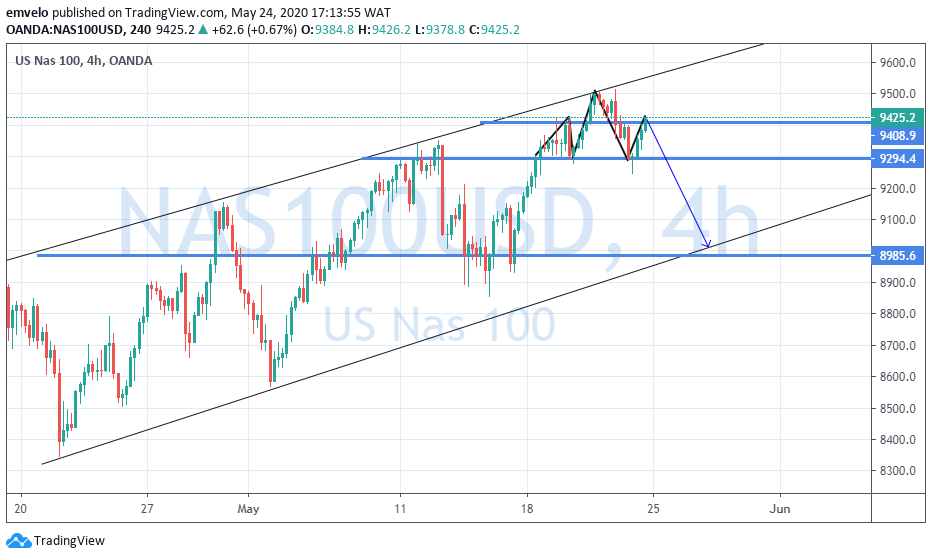 emvelo published on TradingView.com, May 24, 2020 17:13:55 WAT
OANDA:NAS100USD, 240 9425.2 ▲ +62.6 (+0.67%) O:9384.8 H:9426.2 L:9378.8 C:9425.2
US Nas 100, 4h, OANDA
NAS100USD, 4h
US Nas 100
9600.0
9500.0
9425.2
9408.9
9294.4
9200.0
9100.0
8985.6
8900.0
8800.0
8700.0
8600.0
8500.0
8400.0
8300.0
20 27 May 11 18 25 Jun
TradingView